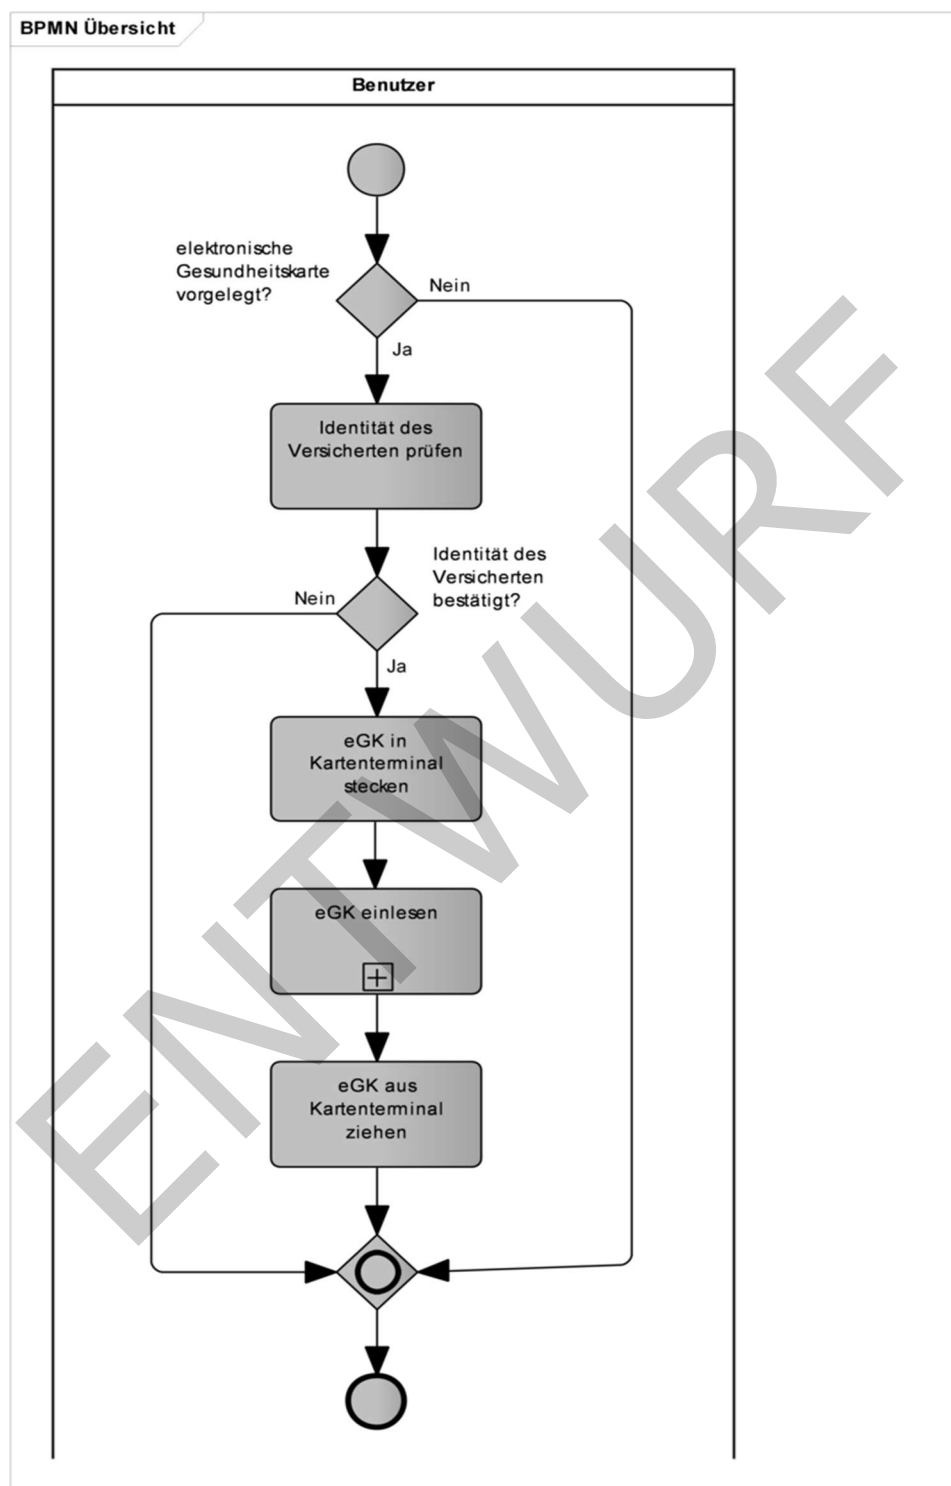 BPMN Übersicht
Benutzer
elektronische
Gesundheitskarte
vorgelegt?
Nein
Ja
Identität des
Versicherten prüfen
Identität des
Versicherten
bestätigt?
Nein
Ja
eGK in
Kartenterminal
stecken
eGK einlesen
eGK aus
Kartenterminal
ziehen
ENTWURF